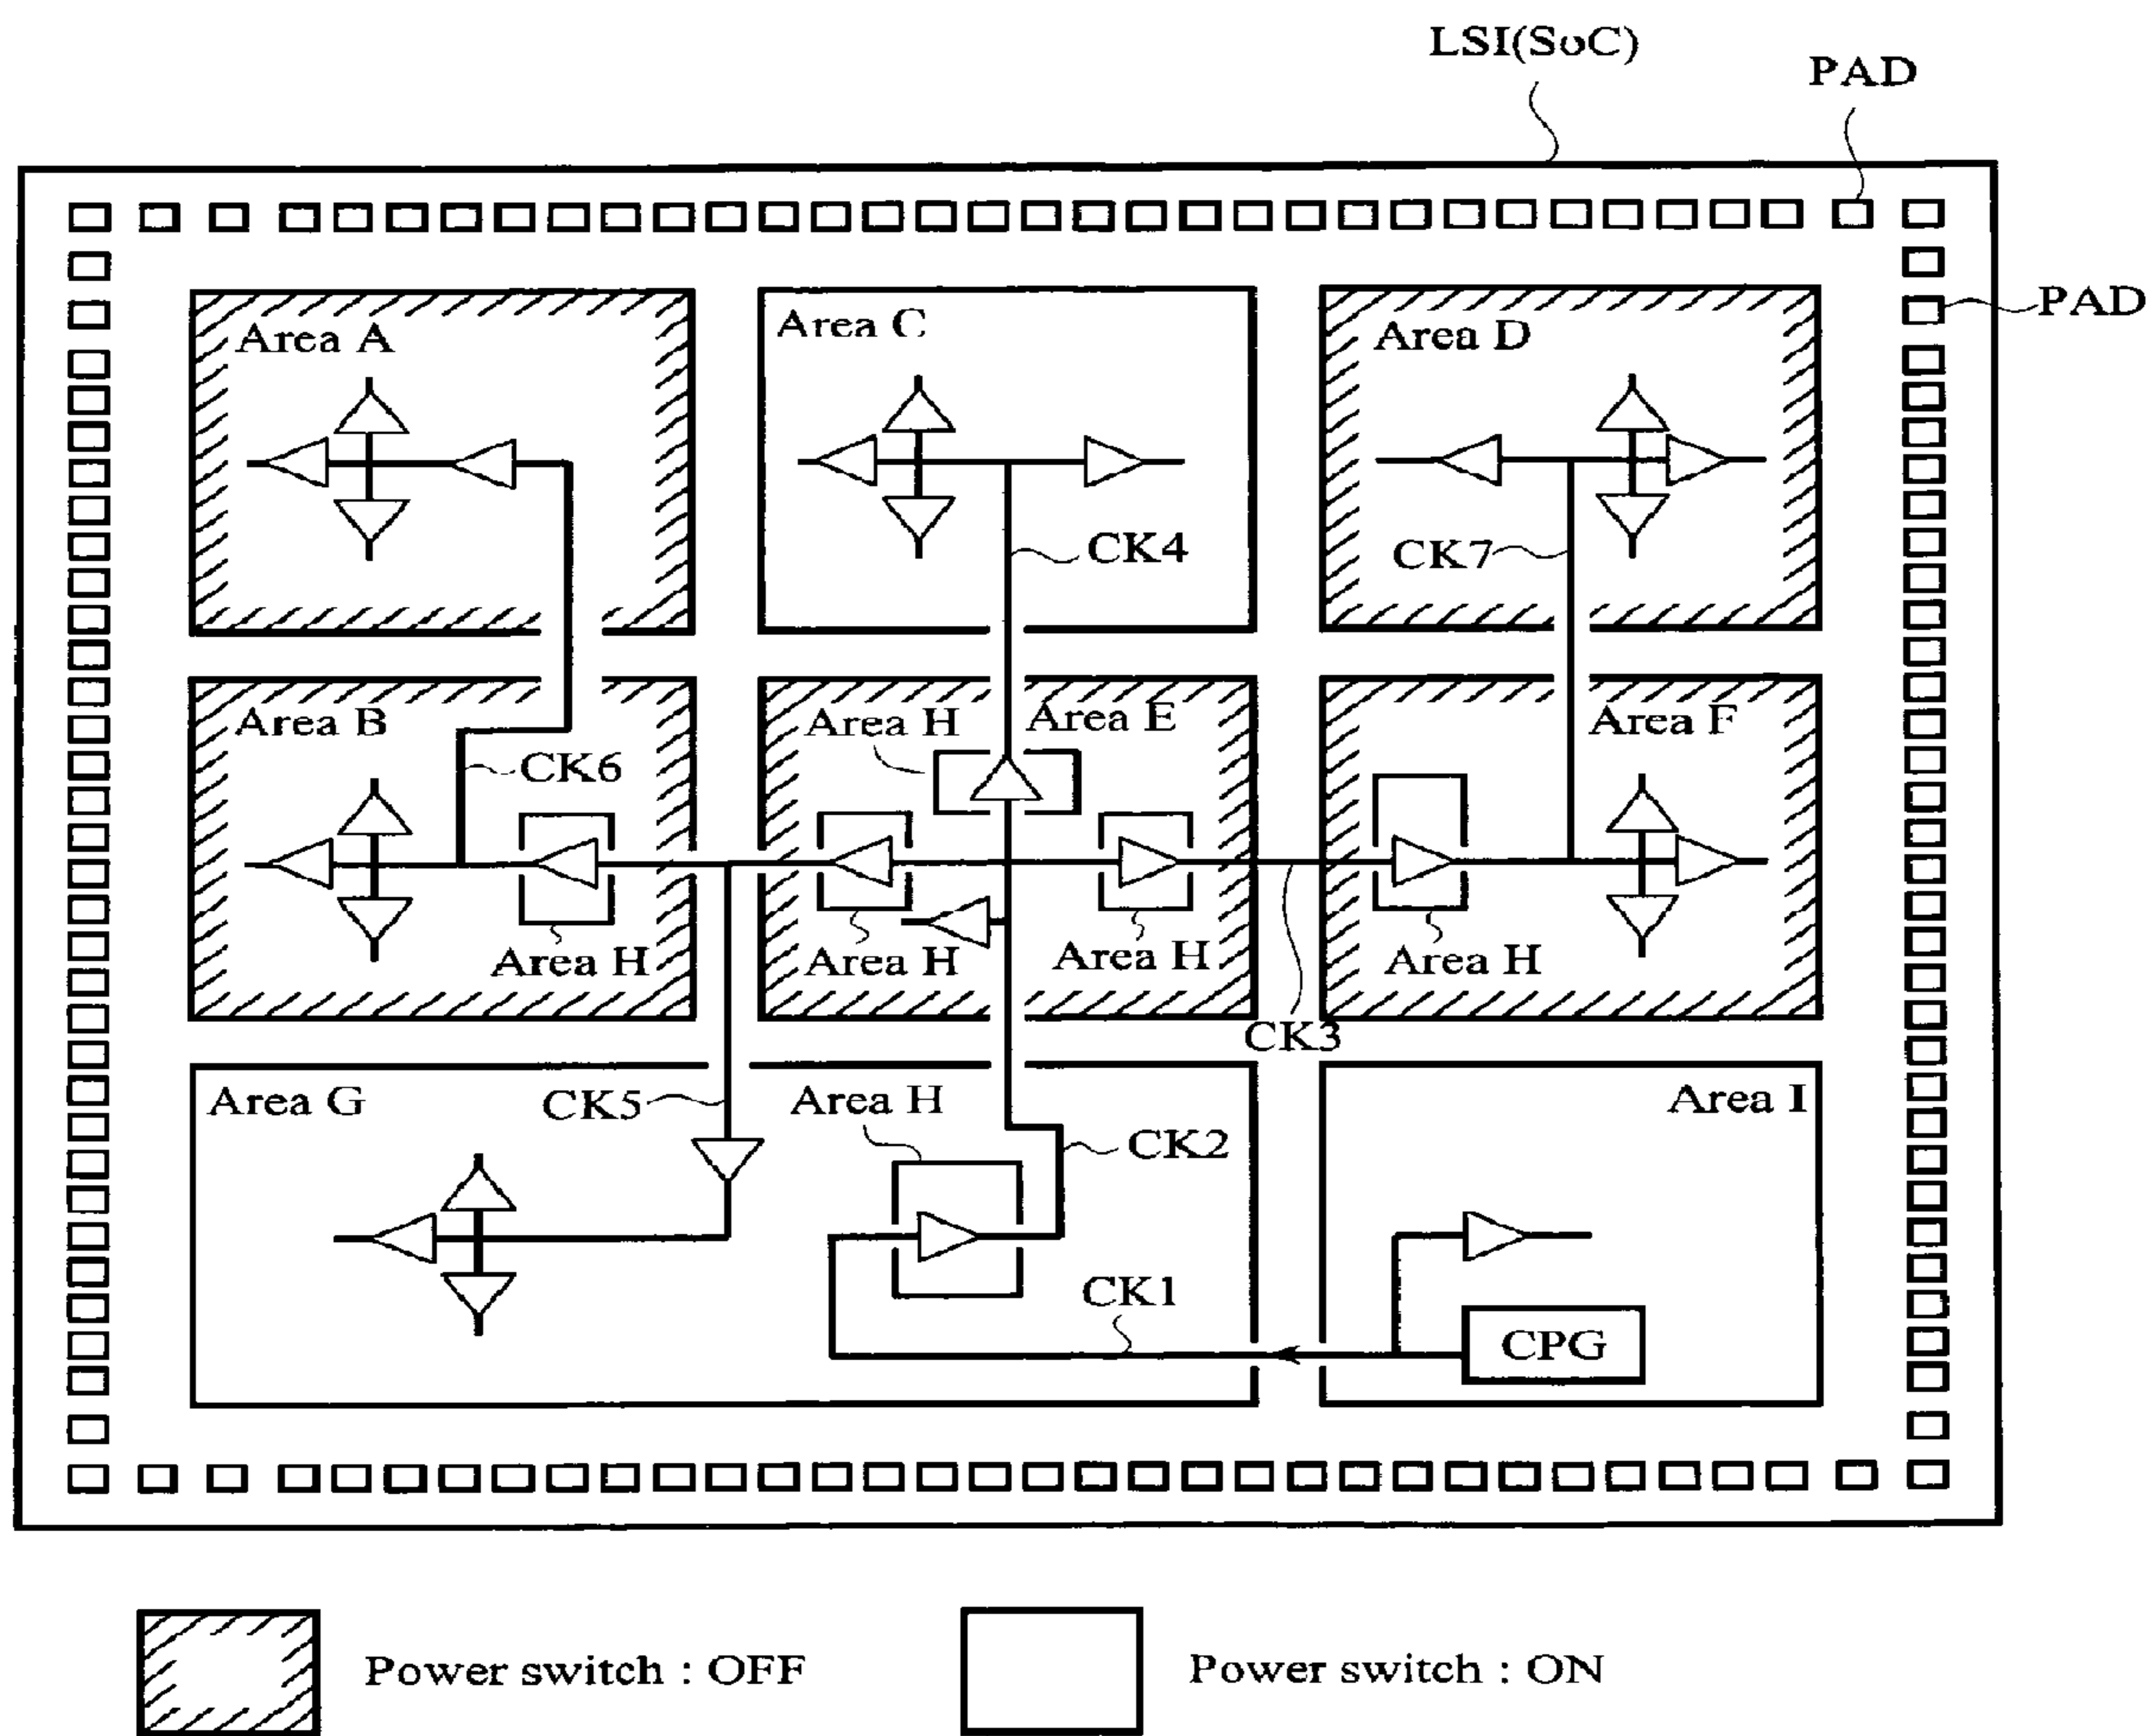 LSI(SoC)
PAD
PAD
Area A
Area C
Area D
CK4
CK7
Area B
Area H
Area E
Area F
CK6
Area H
Area H
Area H
Area H
CK3
Area G
CK5
Area H
CK2
Area I
CK1
CPG
Power switch : OFF
Power switch : ON